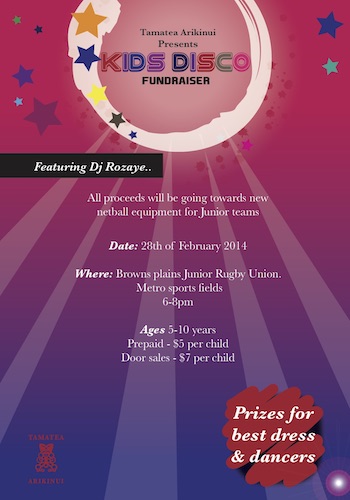 Tamatea Arikinui
Presents
KIDS DISCO
FUNDRAISER
Featuring Dj Rozaye..
All proceeds will be going towards new
netball equipment for Junior teams
Date: 28th of February 2014
Where: Browns plains Junior Rugby Union.
Metro sports fields
6-8pm
Ages 5-10 years
Prepaid - $5 per child
Door sales - $7 per child
Prizes for
best dress
& dancers
TAMATEA
ARIKINUI